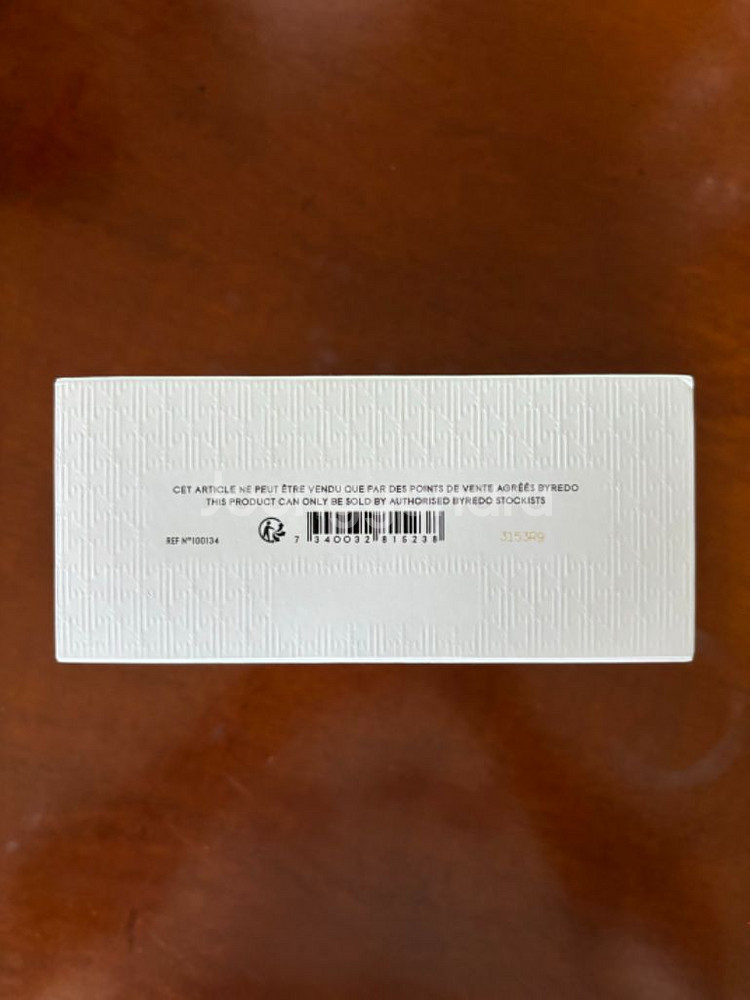 CET ARTICLE NE PEUT ÊTRE VENDU QUE PAR DES POINTS DE VENTE AGRÉÉS BYREDO
THIS PRODUCT CAN ONLY BE SOLD BY AUTHORISED BYREDO STOCKISTS
REF N°100134
7 340032 815238
3153R9